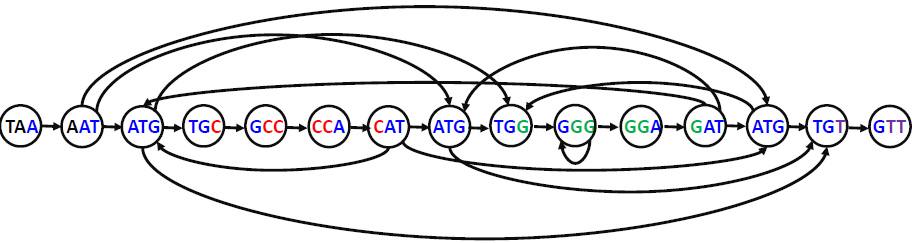 TAA AAT ATG TGC GCC CCA CAT ATG TGG GGG GGA GAT ATG TGT GTT